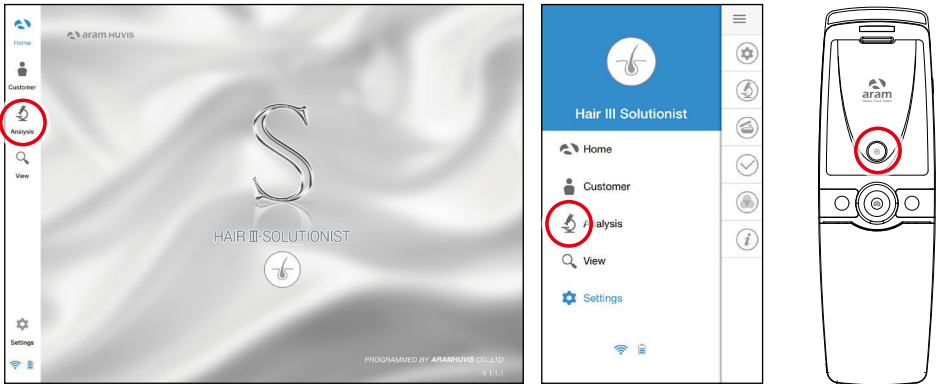 Home
Customer
Analysis
View
Settings
aram HUVIS
S
HAIR III-SOLUTIONIST
PROGRAMMED BY ARAMHUVIS CO.,LTD
V 1.1.1
Hair III Solutionist
Home
Customer
Analysis
View
Settings
i
aram